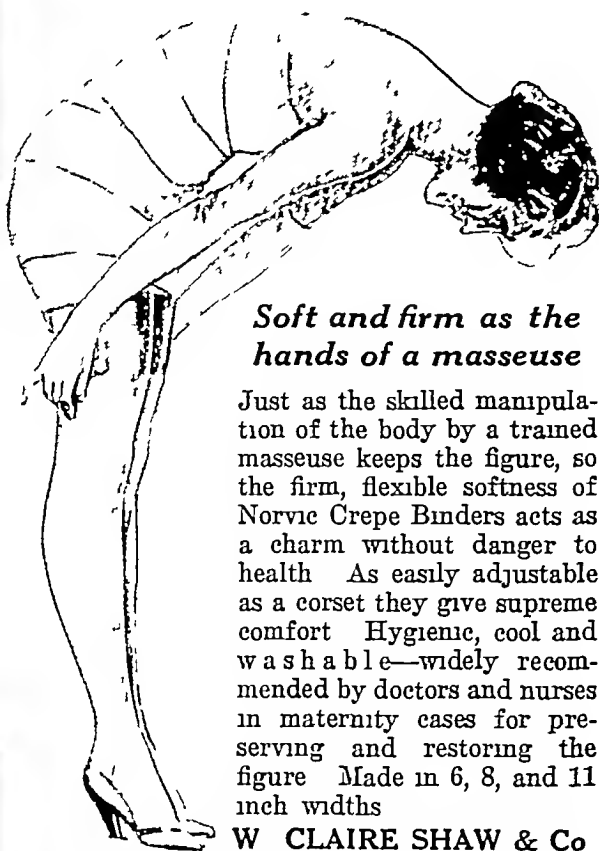 Soft and firm as the
hands of a masseuse
Just as the skilled manipula-
tion of the body by a trained
masseuse keeps the figure, so
the firm, flexible softness of
Norvic Crepe Binders acts as
a charm without danger to
health As easily adjustable
as a corset they give supreme
comfort Hygienic, cool and
washable—widely recom-
mended by doctors and nurses
in maternity cases for pre-
serving and restoring the
figure Made in 6, 8, and 11
inch widths
W CLAIRE SHAW & Co